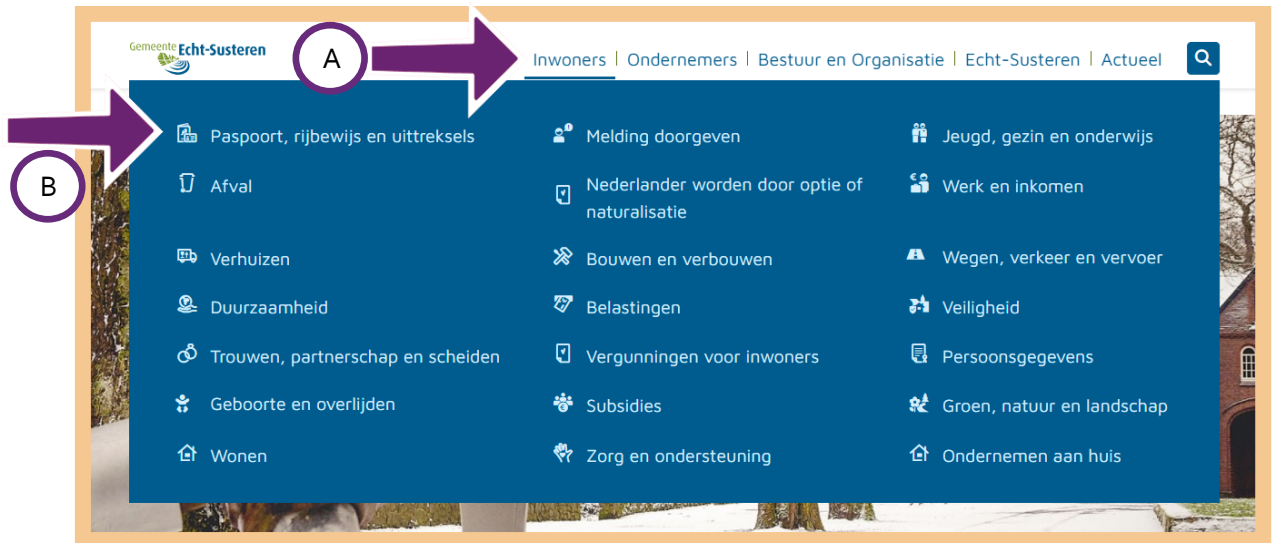 Gemeente Echt-Susteren
A
Inwoners Ondernemers Bestuur en Organisatie Echt-Susteren Actueel
B
Paspoort, rijbewijs en uittreksels
Afval
Verhuizen
Duurzaamheid
Trouwen, partnerschap en scheiden
Geboorte en overlijden
Wonen
Melding doorgeven
Nederlander worden door optie of
naturalisatie
Bouwen en verbouwen
Belastingen
Vergunningen voor inwoners
Subsidies
Zorg en ondersteuning
Jeugd, gezin en onderwijs
Werk en inkomen
Wegen, verkeer en vervoer
Veiligheid
Persoonsgegevens
Groen, natuur en landschap
Ondernemen aan huis